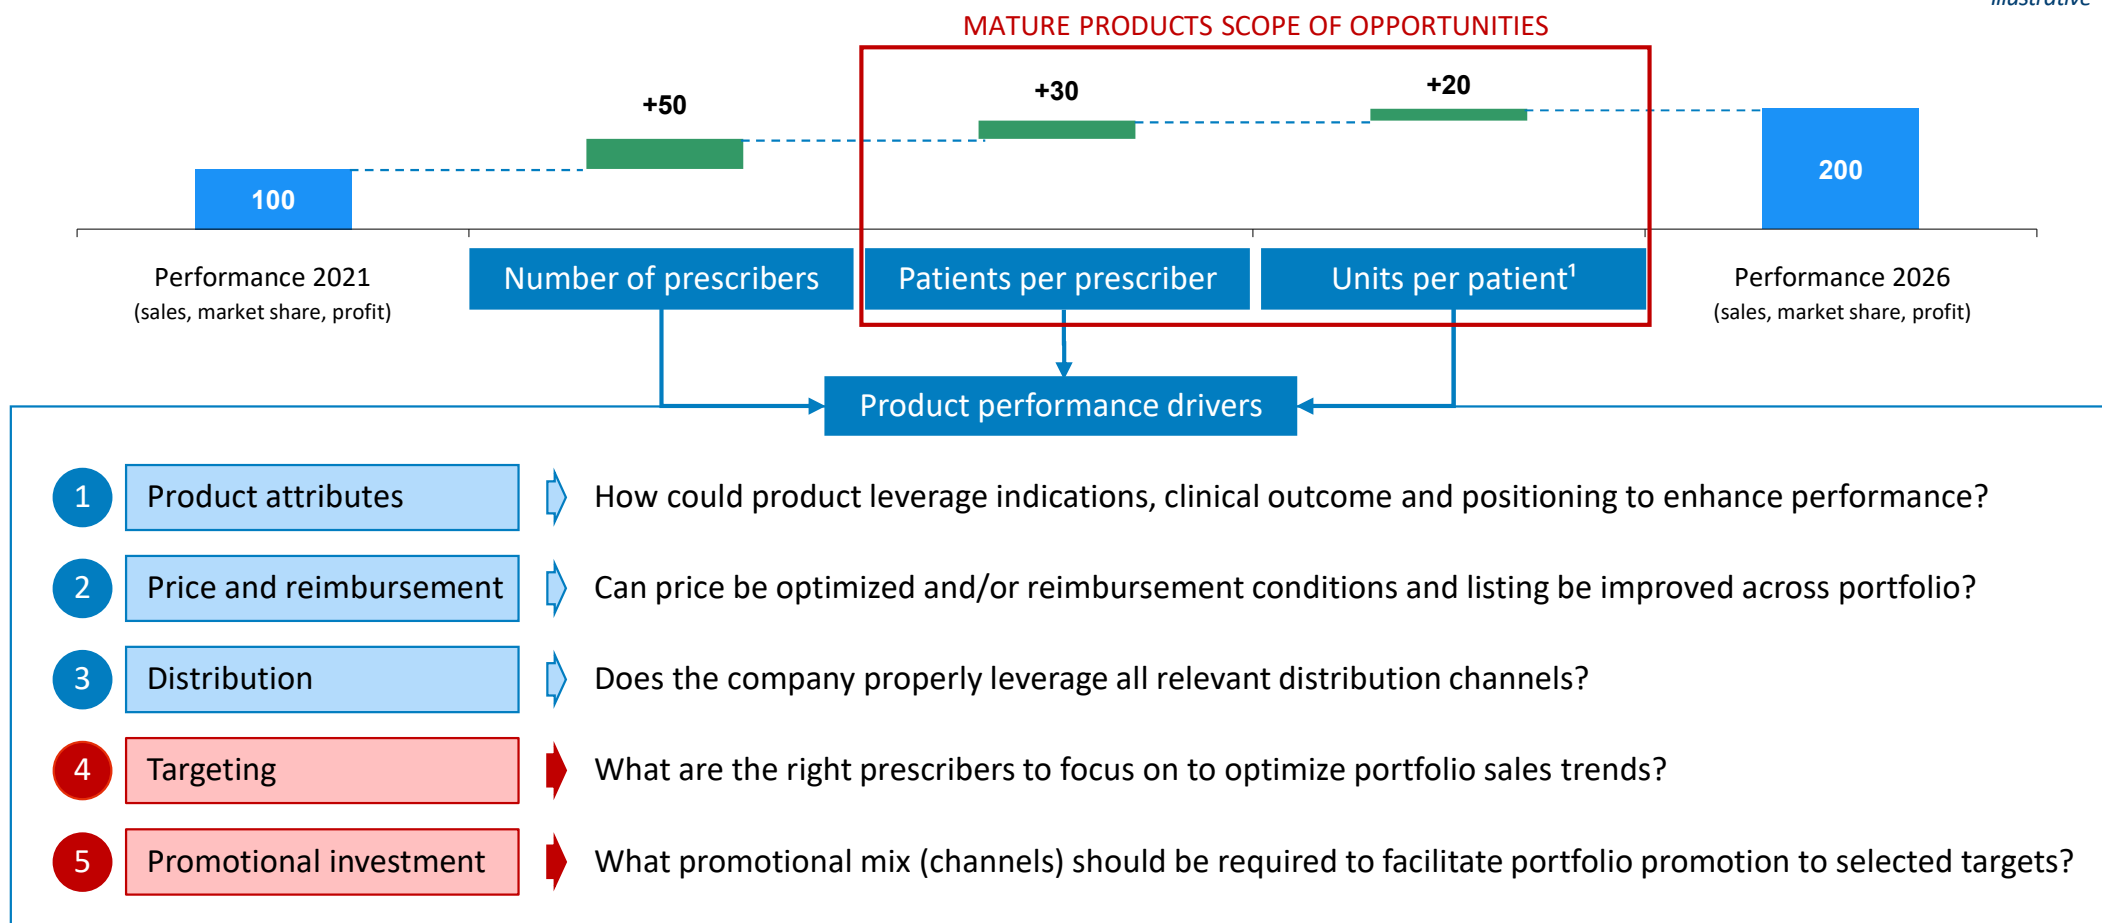 Illustrative
MATURE PRODUCTS SCOPE OF OPPORTUNITIES
+50
+30
+20
100
200
Performance 2021
(sales, market share, profit)
Number of prescribers
Patients per prescriber
Units per patient¹
Performance 2026
(sales, market share, profit)
Product performance drivers
1 Product attributes How could product leverage indications, clinical outcome and positioning to enhance performance?
2 Price and reimbursement Can price be optimized and/or reimbursement conditions and listing be improved across portfolio?
3 Distribution Does the company properly leverage all relevant distribution channels?
4 Targeting What are the right prescribers to focus on to optimize portfolio sales trends?
5 Promotional investment What promotional mix (channels) should be required to facilitate portfolio promotion to selected targets?